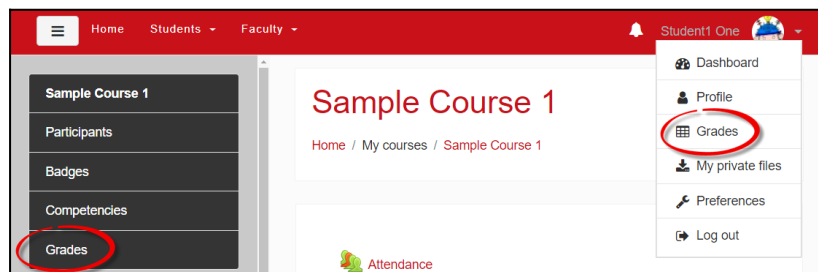 Home Students Faculty Student1 One
Dashboard
Profile
Grades
My private files
Preferences
Log out
Sample Course 1
Participants
Badges
Competencies
Grades
Sample Course 1
Home / My courses / Sample Course 1
Attendance